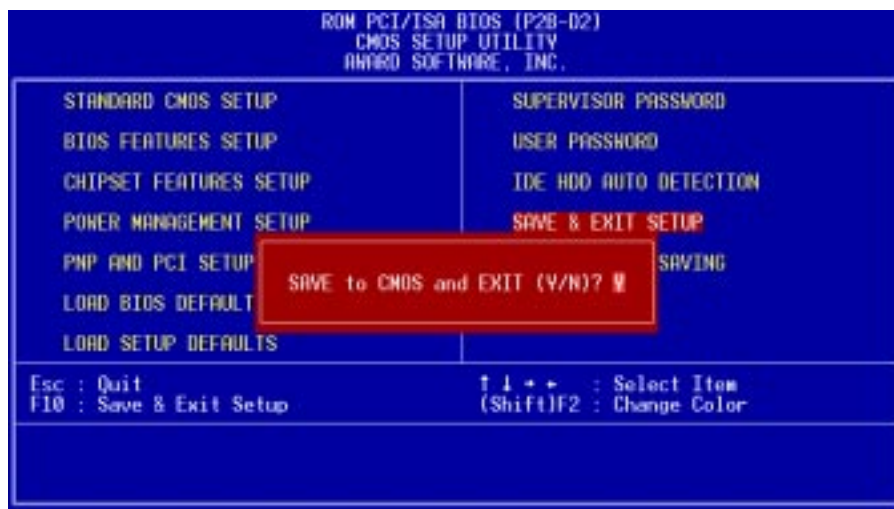 ROM PCI/ISA BIOS (P2B-D2)
CMOS SETUP UTILITY
AWARD SOFTWARE, INC.
STANDARD CMOS SETUP
BIOS FEATURES SETUP
CHIPSET FEATURES SETUP
POWER MANAGEMENT SETUP
PNP AND PCI SETUP
LOAD BIOS DEFAULT
LOAD SETUP DEFAULTS
SUPERVISOR PASSWORD
USER PASSWORD
IDE HDD AUTO DETECTION
SAVE & EXIT SETUP
SAVING
SAVE to CMOS and EXIT (Y/N)? Y
Esc : Quit
F10 : Save & Exit Setup
↑ ↓ → ← : Select Item
(Shift)F2 : Change Color